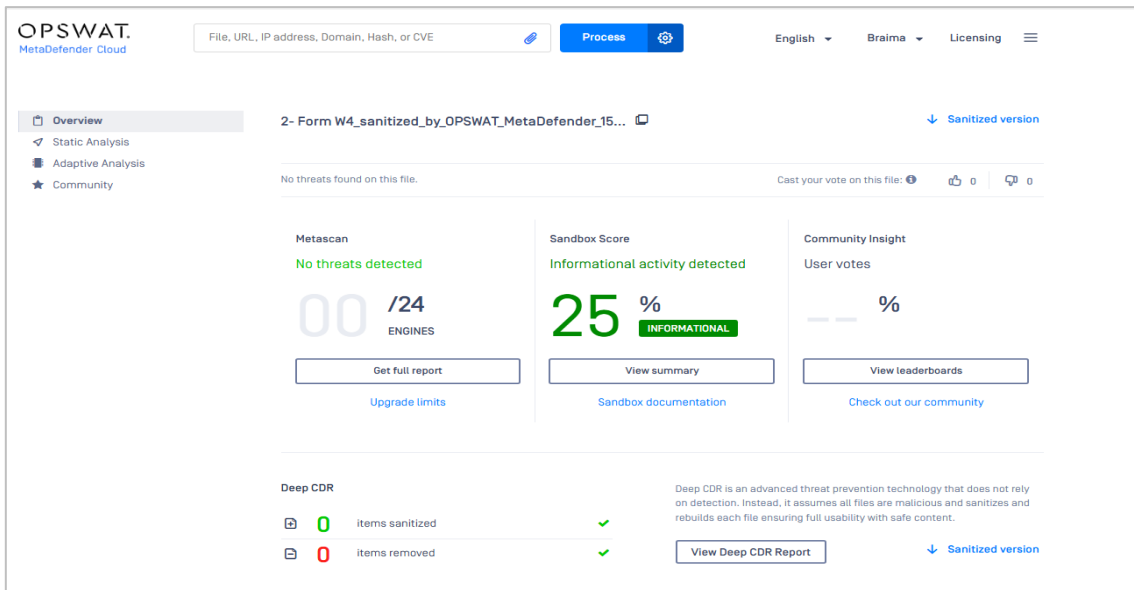 OPSWAT.
MetaDefender Cloud
File, URL, IP address, Domain, Hash, or CVE
Process
English
Braima
Licensing
Overview
Static Analysis
Adaptive Analysis
Community
2- Form W4_sanitized_by_OPSWAT_MetaDefender_15...
Sanitized version
No threats found on this file.
Cast your vote on this file:
0
0
Metascan
No threats detected
00 /24
ENGINES
Get full report
Upgrade limits
Sandbox Score
Informational activity detected
25 %
INFORMATIONAL
View summary
Sandbox documentation
Community Insight
User votes
-- %
View leaderboards
Check out our community
Deep CDR
0 items sanitized
0 items removed
Deep CDR is an advanced threat prevention technology that does not rely
on detection. Instead, it assumes all files are malicious and sanitizes and
rebuilds each file ensuring full usability with safe content.
View Deep CDR Report
Sanitized version